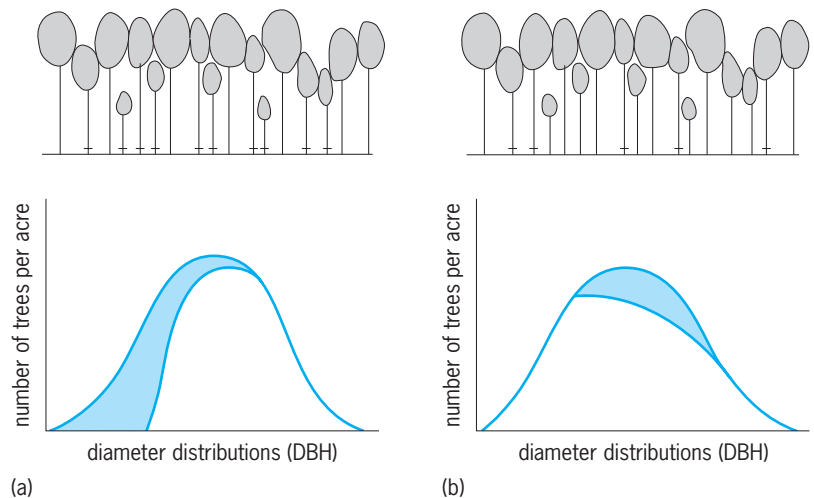 number of trees per acre
diameter distributions (DBH)
(a)
number of trees per acre
diameter distributions (DBH)
(b)